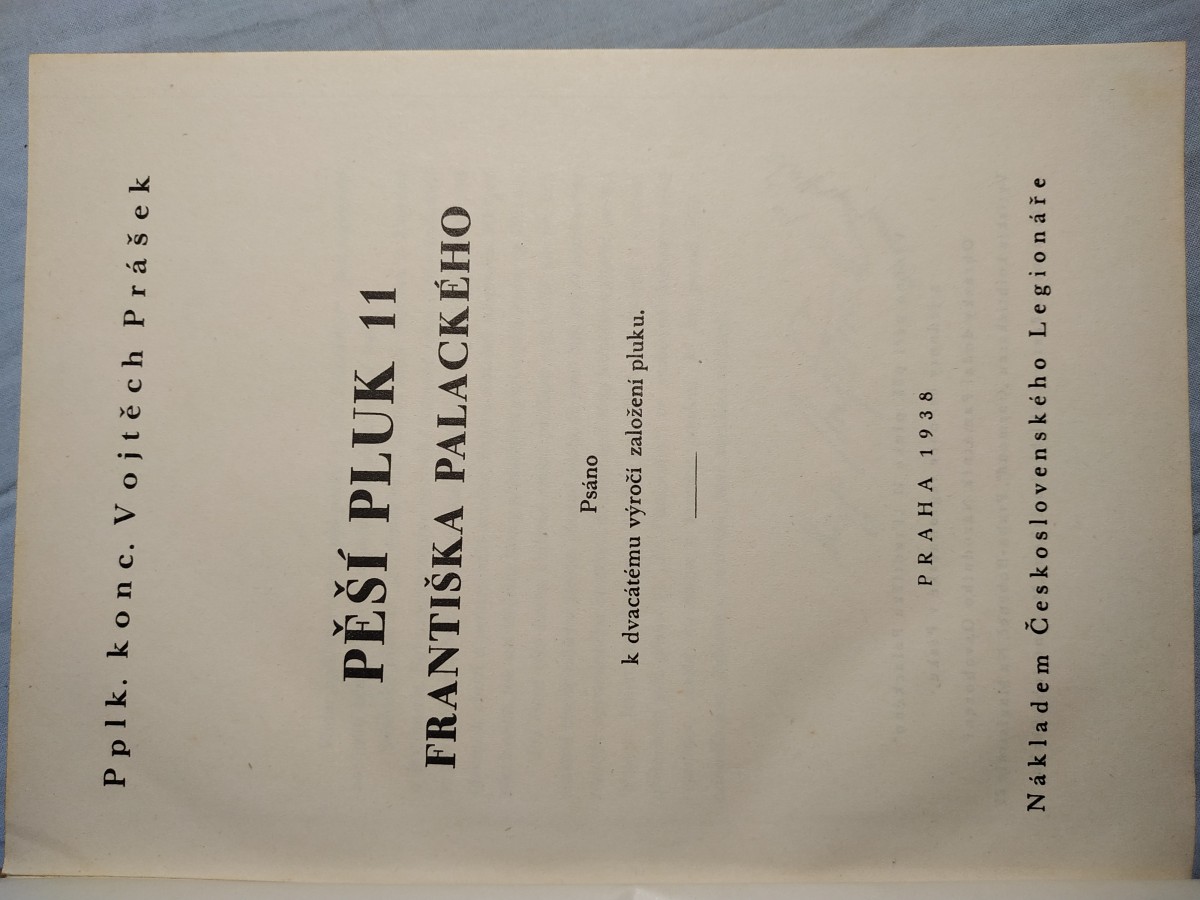 Pplk. konc. Vojtěch Prášek
PĚŠÍ PLUK 11
FRANTIŠKA PALACKÉHO
Psáno
k dvacátému výročí založení pluku.
PRAHA 1938
Nákladem Československého Legionáře